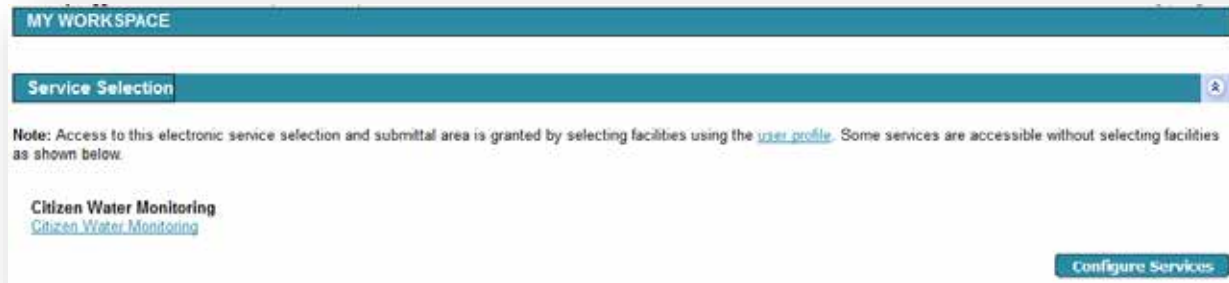 MY WORKSPACE
Service Selection
Note: Access to this electronic service selection and submittal area is granted by selecting facilities using the user profile. Some services are accessible without selecting facilities
as shown below.
Citizen Water Monitoring
Citizen Water Monitoring
Configure Services